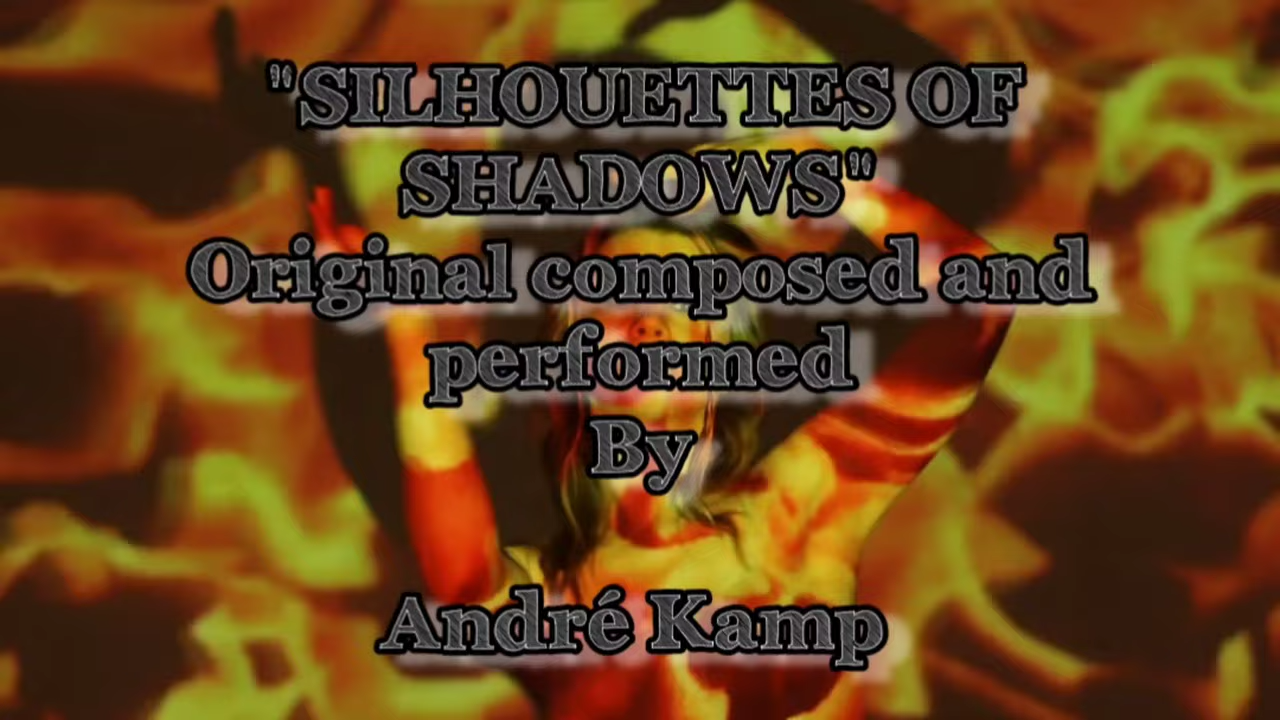 "SILHOUETTES OF
SHADOWS"
Original composed and
performed
By
André Kamp